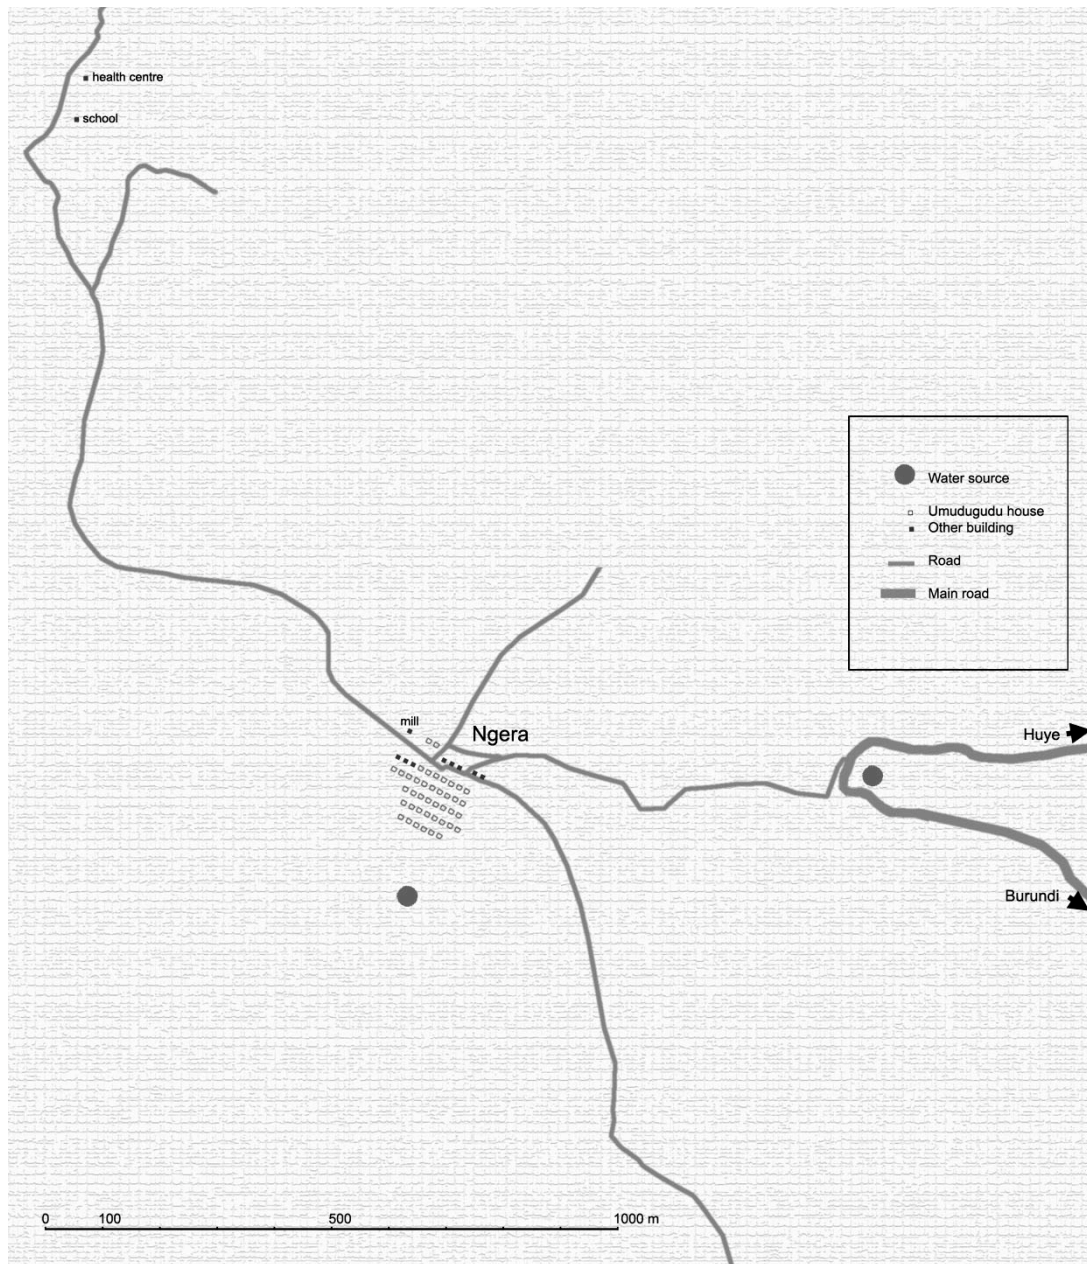 health centre
school
Water source
Umudugudu house
Other building
Road
Main road
mill
Ngera
Huye
Burundi
0 100 500 1000 m